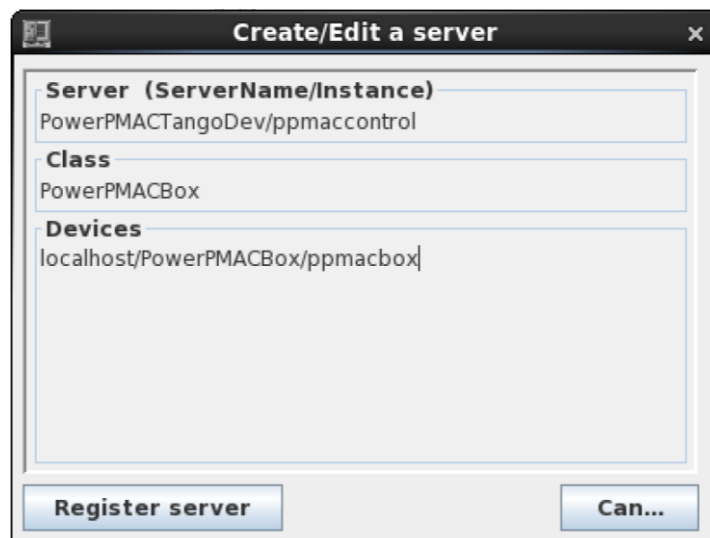 Create/Edit a server
Server (ServerName/Instance)
PowerPMACTangoDev/ppmaccontrol
Class
PowerPMACBox
Devices
localhost/PowerPMACBox/ppmacbox
Register server
Can...